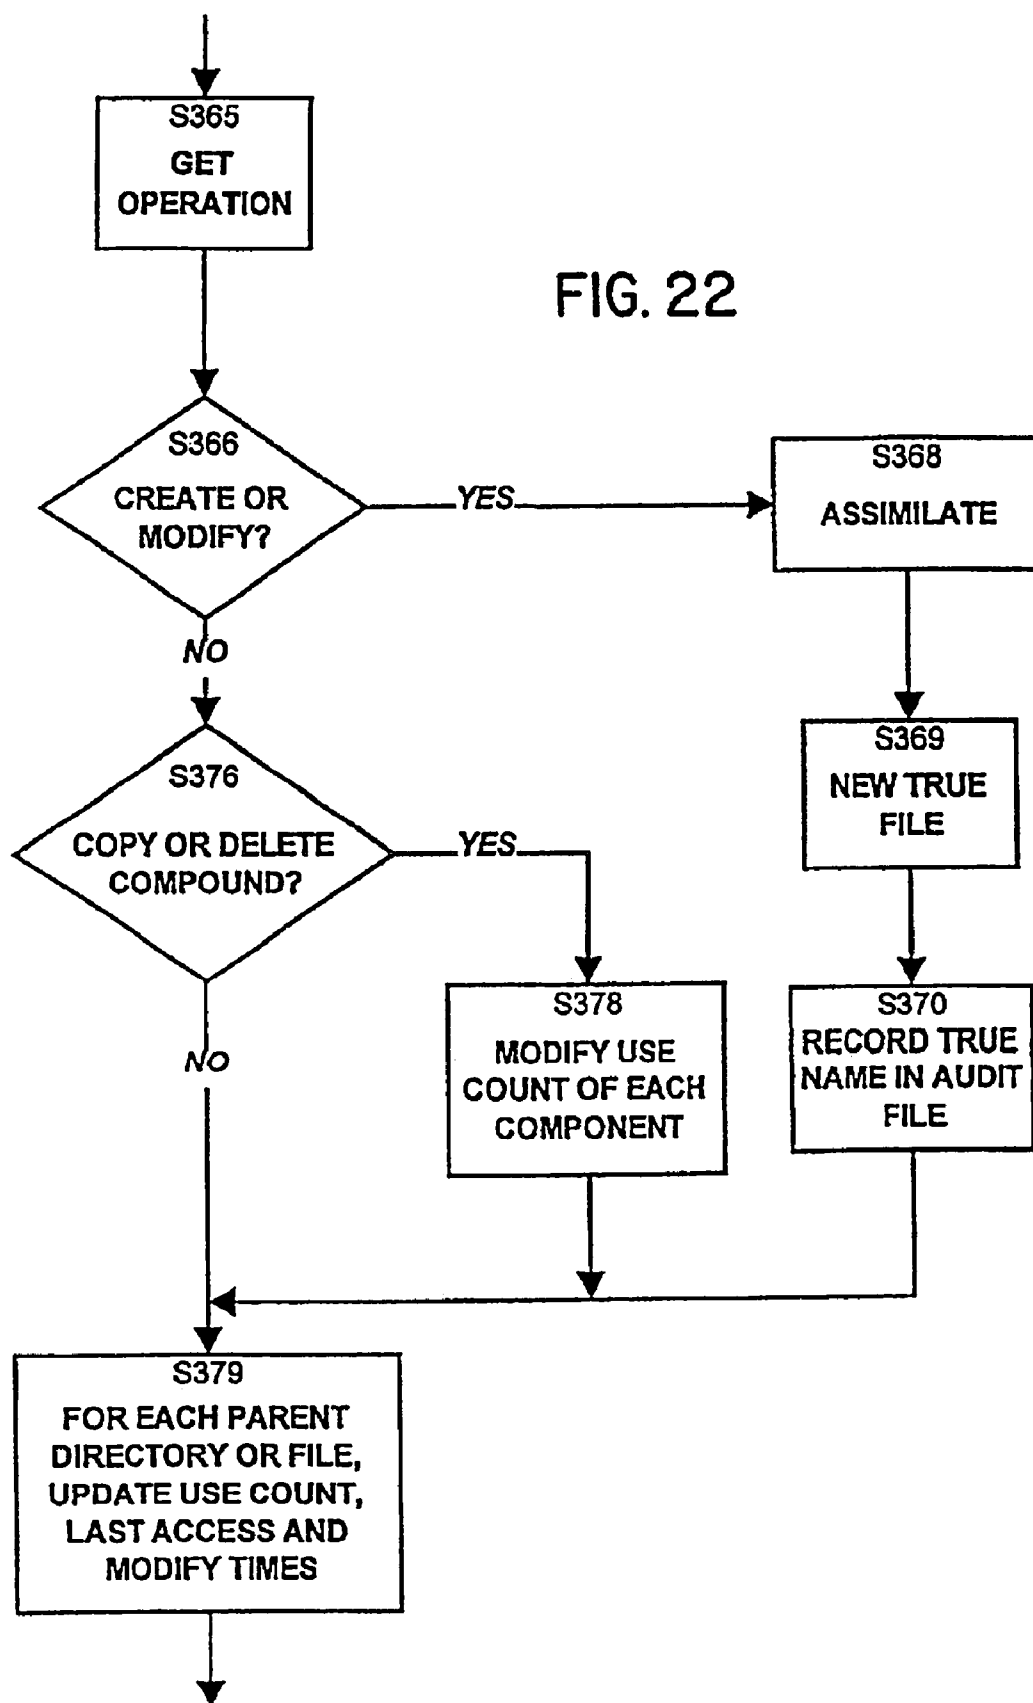 S365
GET
OPERATION
FIG. 22
S366
CREATE OR
MODIFY?
YES
S368
ASSIMILATE
NO
S369
NEW TRUE
FILE
S376
COPY OR DELETE
COMPOUND?
YES
S378
MODIFY USE
COUNT OF EACH
COMPONENT
S370
RECORD TRUE
NAME IN AUDIT
FILE
NO
S379
FOR EACH PARENT
DIRECTORY OR FILE,
UPDATE USE COUNT,
LAST ACCESS AND
MODIFY TIMES